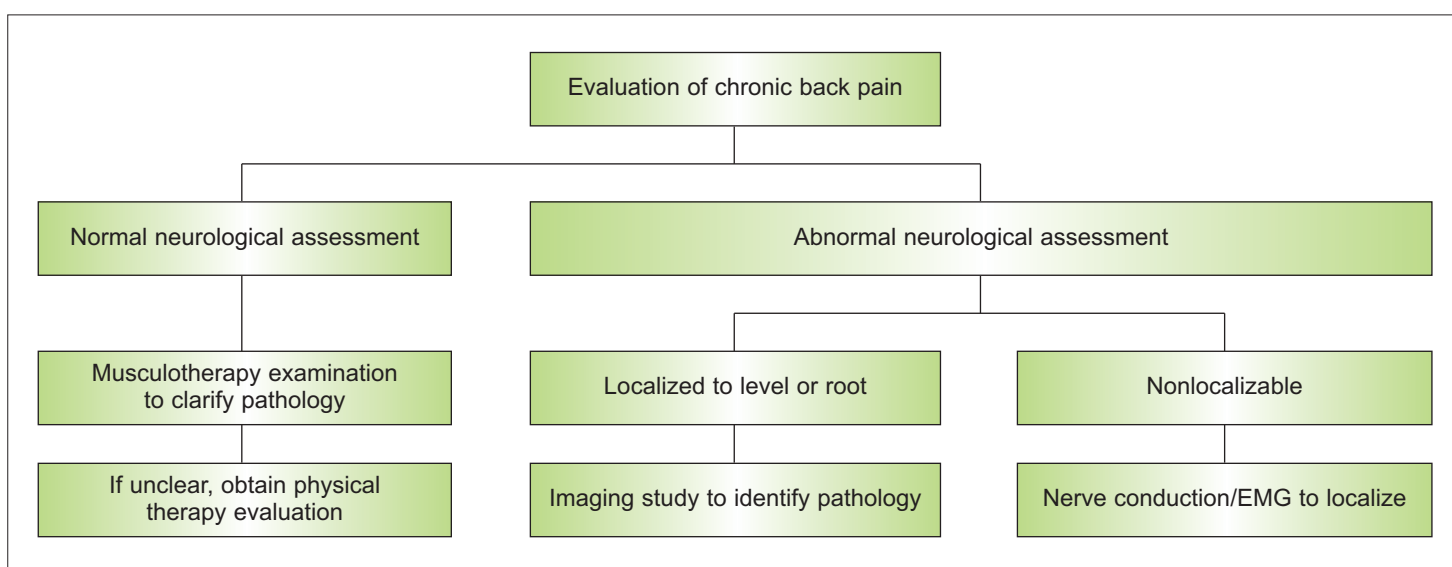 Evaluation of chronic back pain
Normal neurological assessment
Abnormal neurological assessment
Musculotherapy examination
to clarify pathology
Localized to level or root
Nonlocalizable
If unclear, obtain physical
therapy evaluation
Imaging study to identify pathology
Nerve conduction/EMG to localize